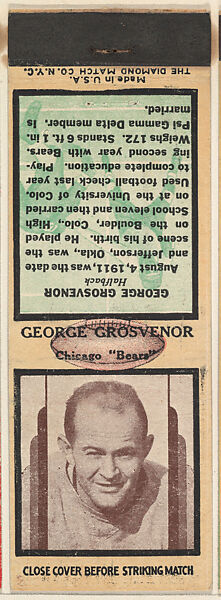 GEORGE GROSVENOR
Chicago "Bears"
CLOSE COVER BEFORE STRIKING MATCH
GEORGE GROSVENOR
Halfback
August, 4, 1911, was the date
and Jefferson, Okla., was the
scene of his birth. He played
on the Boulder, Colo., High
School eleven and then carried
on at the University of Colo.
Used football check last year
to complete education. Play-
ing second year with Bears.
Weighs 172. Stands 6 ft. 1 in.
Psi Gamma Delta member. Is
married.
THE DIAMOND MATCH CO. N.Y.C.
Made in U.S.A.